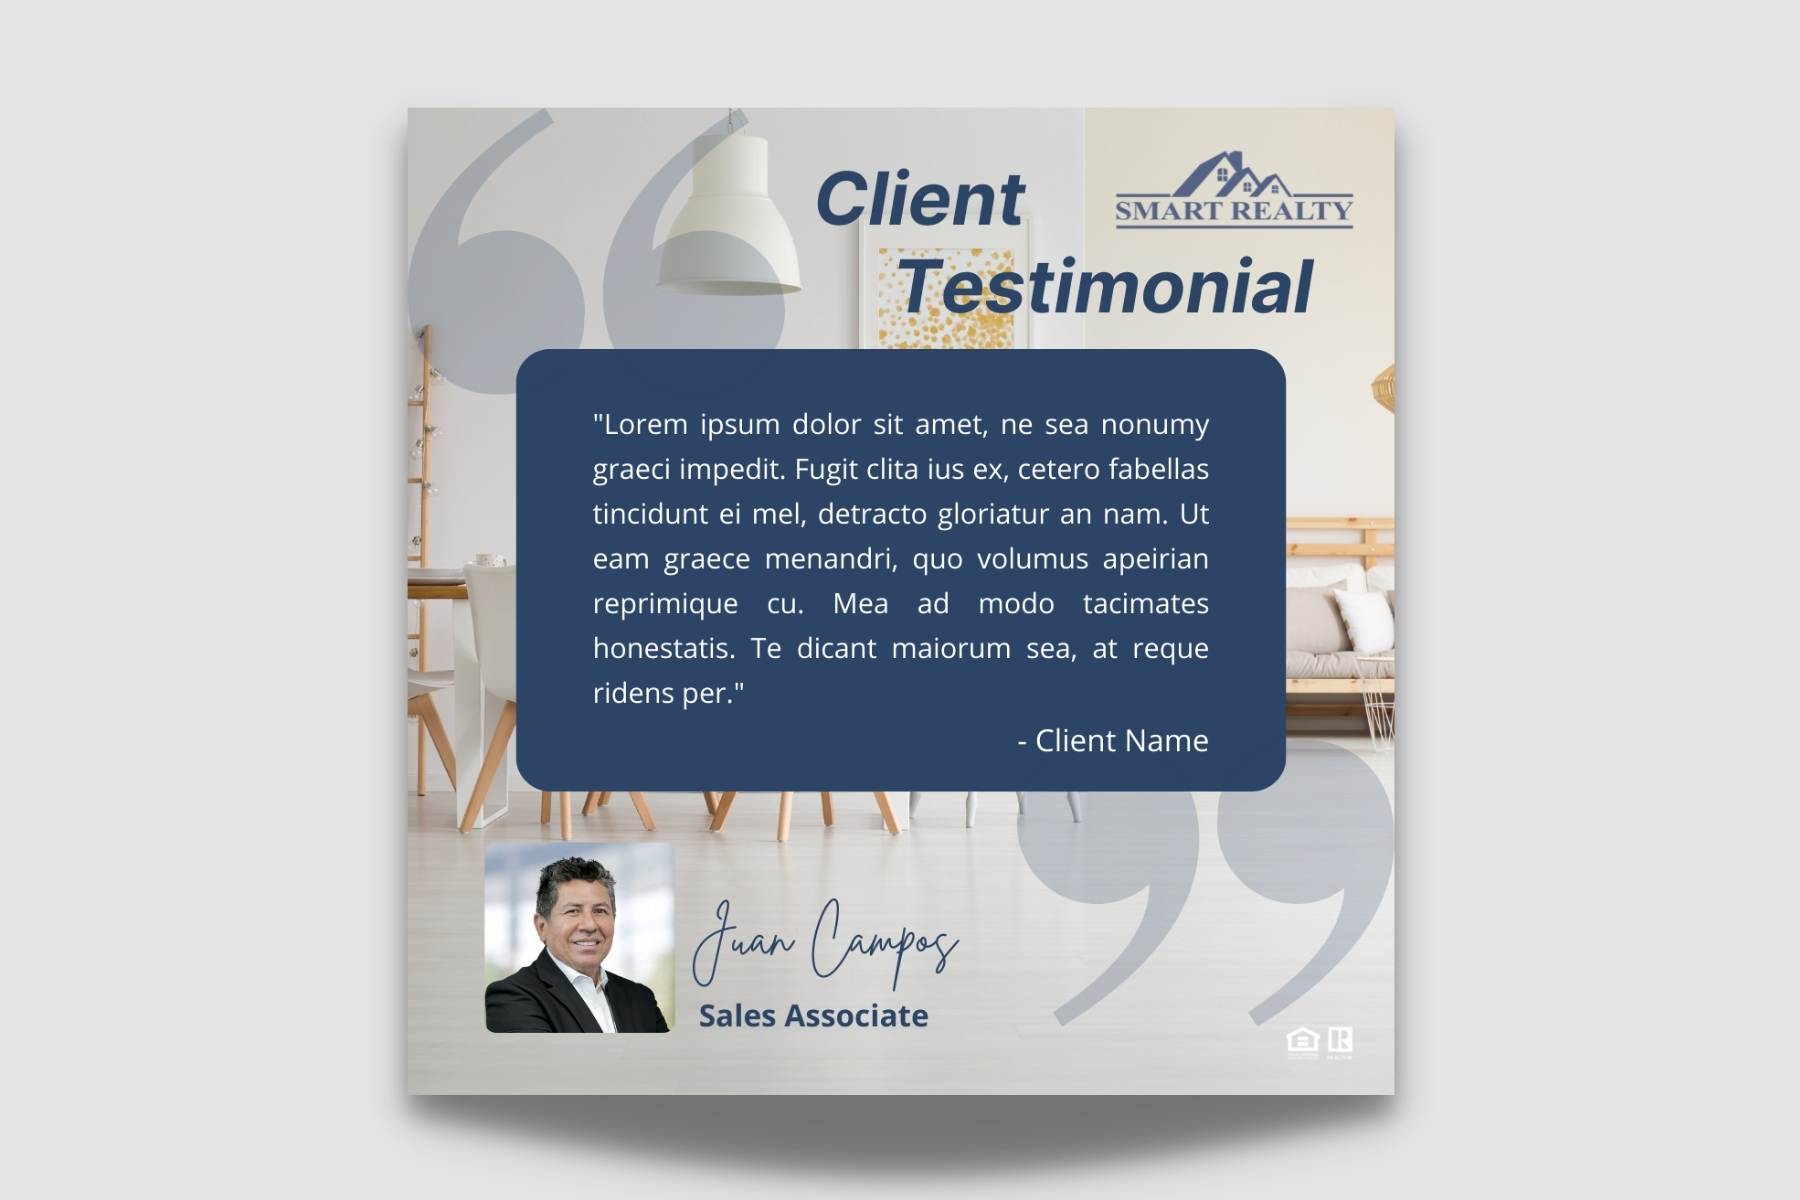 Client
SMART REALTY
Testimonial
"Lorem ipsum dolor sit amet, ne sea nonumy
graeci impedit. Fugit clita ius ex, cetero fabellas
tincidunt ei mel, detracto gloriatur an nam. Ut
eam graece menandri, quo volumus apeirian
reprimique cu. Mea ad modo tacimates
honestatis. Te dicant maiorum sea, at reque
ridens per."
- Client Name
Juan Campos
Sales Associate